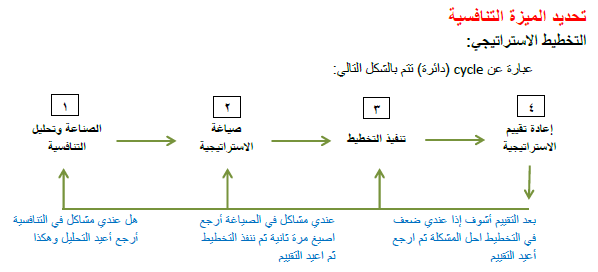 تحديد الميزة التنافسية
التخطيط الاستراتيجي:
عبارة عن cycle (دائرة) تتم بالشكل التالي:
١
الصناعة وتحليل
التنافسية
٢
صياغة
الاستراتيجية
٣
تنفيذ التخطيط
٤
إعادة تقييم
الاستراتيجية
هل عندي مشاكل في التنافسية
أرجع أعيد التحليل وهكذا
عندي مشاكل في الصياغة أرجع
اصيغ مرة ثانية ثم ننفذ التخطيط
ثم اعيد التقييم
بعد التقييم أشوف إذا عندي ضعف
في التخطيط احل المشكلة ثم ارجع
أعيد التقييم